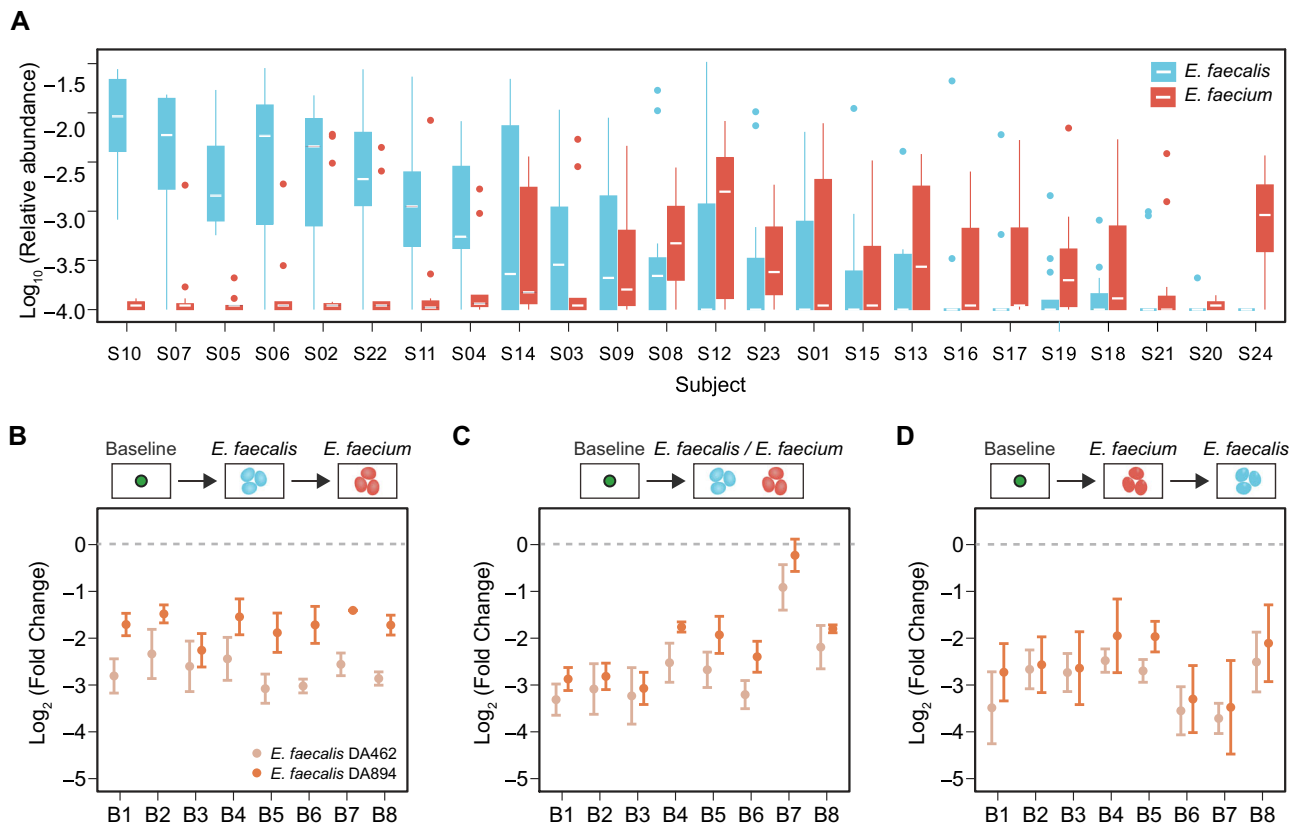 A
Log10 (Relative abundance)
−1.5
−2.0
−2.5
−3.0
−3.5
−4.0
E. faecalis
E. faecium
S10 S07 S05 S06 S02 S22 S11 S04 S14 S03 S09 S08 S12 S23 S01 S15 S13 S16 S17 S19 S18 S21 S20 S24
Subject
B
Baseline E. faecalis E. faecium
Log2 (Fold Change)
0
−1
−2
−3
−4
−5
E. faecalis DA462
E. faecalis DA894
B1 B2 B3 B4 B5 B6 B7 B8
C
Baseline E. faecalis / E. faecium
Log2 (Fold Change)
0
−1
−2
−3
−4
−5
B1 B2 B3 B4 B5 B6 B7 B8
D
Baseline E. faecium E. faecalis
Log2 (Fold Change)
0
−1
−2
−3
−4
−5
B1 B2 B3 B4 B5 B6 B7 B8